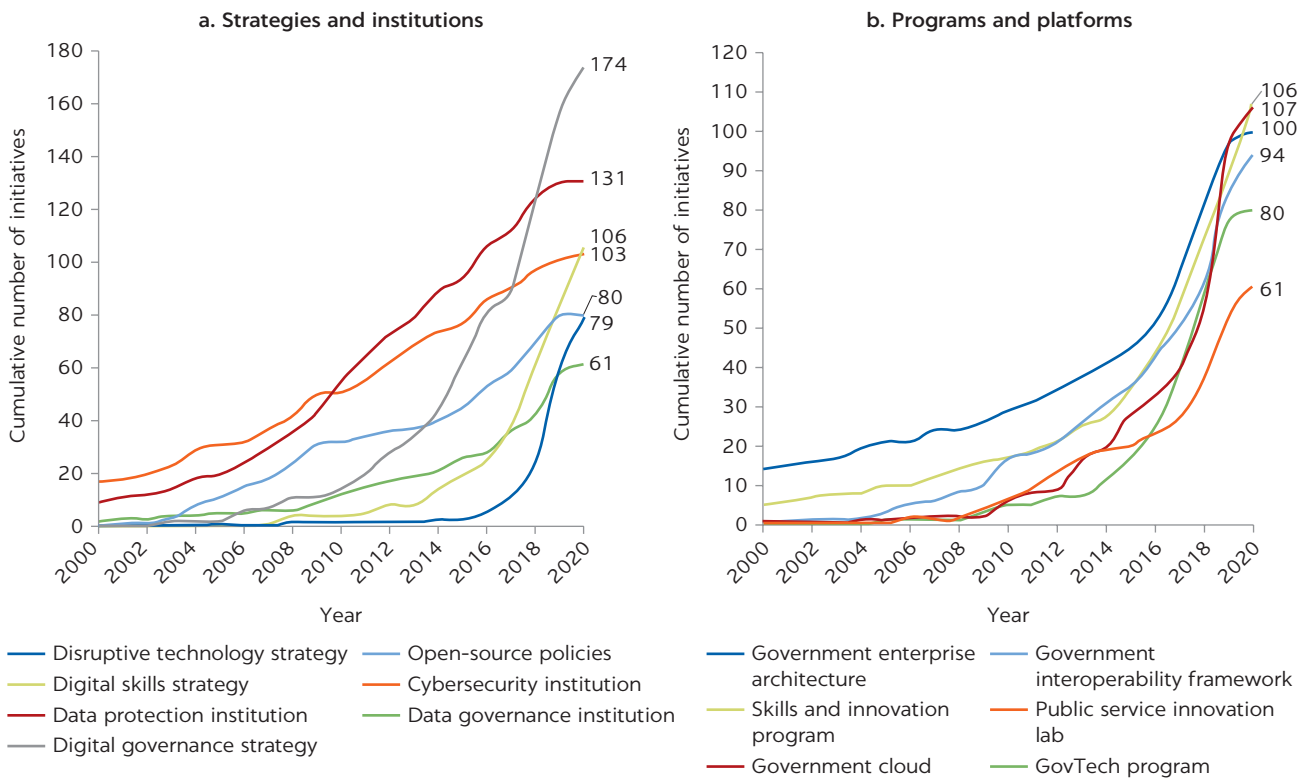 a. Strategies and institutions
Cumulative number of initiatives
180
160
140
120
100
80
60
40
20
0
174
131
106
103
80
79
61
2000
2002
2004
2006
2008
2010
2012
2014
2016
2018
2020
Year
Disruptive technology strategy
Digital skills strategy
Data protection institution
Digital governance strategy
Open-source policies
Cybersecurity institution
Data governance institution
b. Programs and platforms
Cumulative number of initiatives
120
110
100
90
80
70
60
50
40
30
20
10
0
106
107
100
94
80
61
2000
2002
2004
2006
2008
2010
2012
2014
2016
2018
2020
Year
Government enterprise
architecture
Skills and innovation
program
Government cloud
Government
interoperability framework
Public service innovation
lab
GovTech program